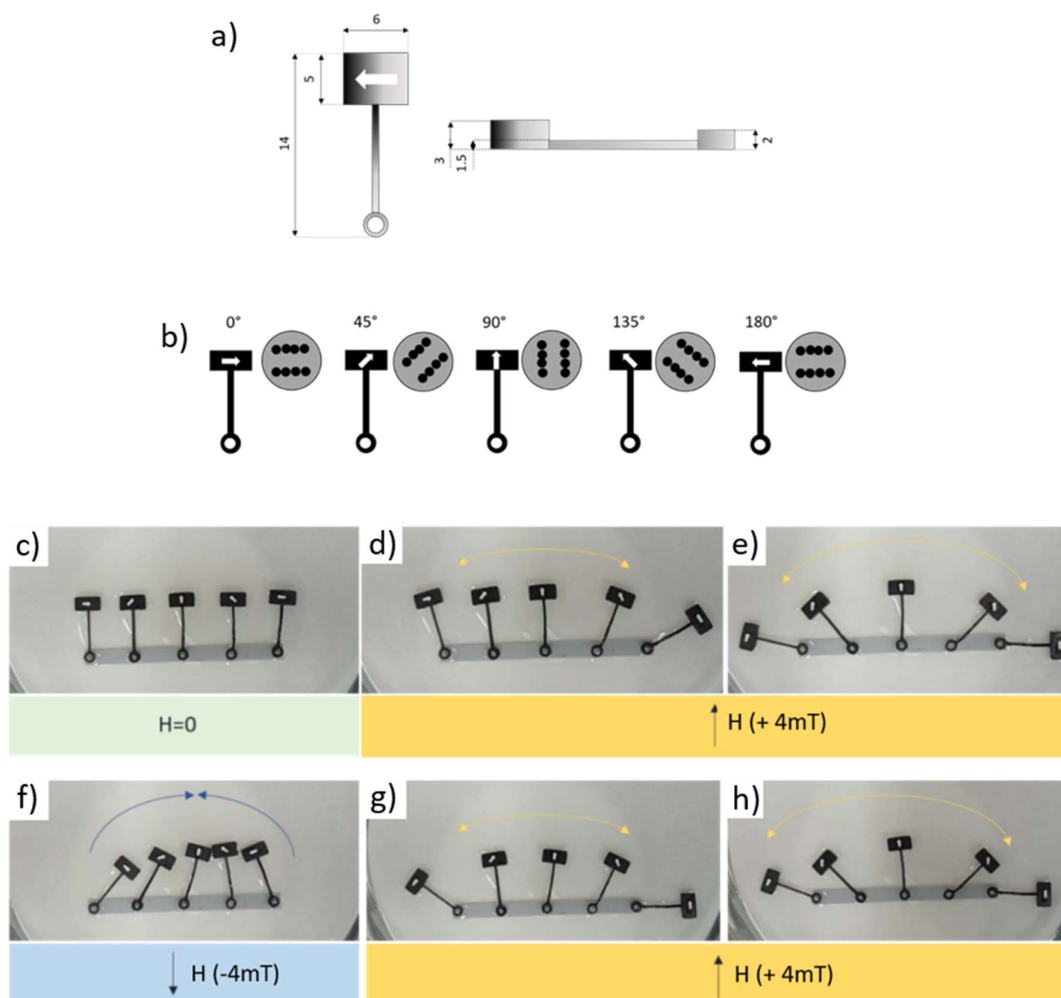 a)
6
5
14
3
1.5
2
b)
0°
45°
90°
135°
180°
c)
d)
e)
H=0
H (+ 4mT)
f)
g)
h)
H (-4mT)
H (+ 4mT)